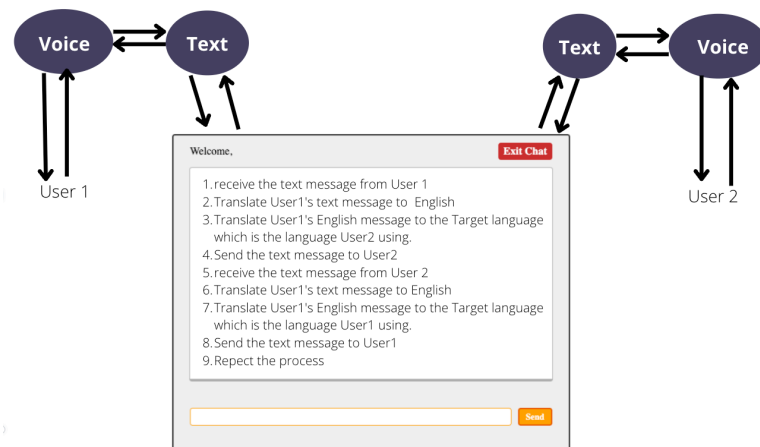 Voice
Text
Text
Voice
User 1
User 2
Welcome,
Exit Chat
1. receive the text message from User 1
2. Translate User1's text message to English
3. Translate User1's English message to the Target language
which is the language User2 using.
4. Send the message to User2
5. receive the text message from User 2
6. Translate User1's text message to English
7. Translate User1's English message to the Target language
which is the language User1 using.
8. Send the text message to User1
9. Repect the process
Send